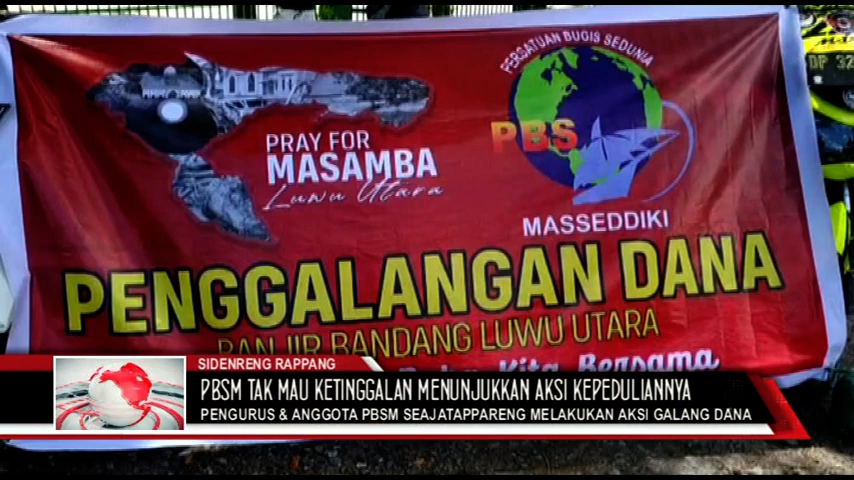 PERSATUAN BUGIS SEDUNIA
PBS
MASSEDDIKI
PRAY FOR
MASAMBA
Luwu Utara
PENGGALANGAN DANA
BANJIR BANDANG LUWU UTARA
Kita Bersama
DP 32
SIDENRENG RAPPANG
PBSM TAK MAU KETINGGALAN MENUNJUKKAN AKSI KEPEDULIANNYA
PENGURUS & ANGGOTA PBSM SEAJATAPPARENG MELAKUKAN AKSI GALANG DANA